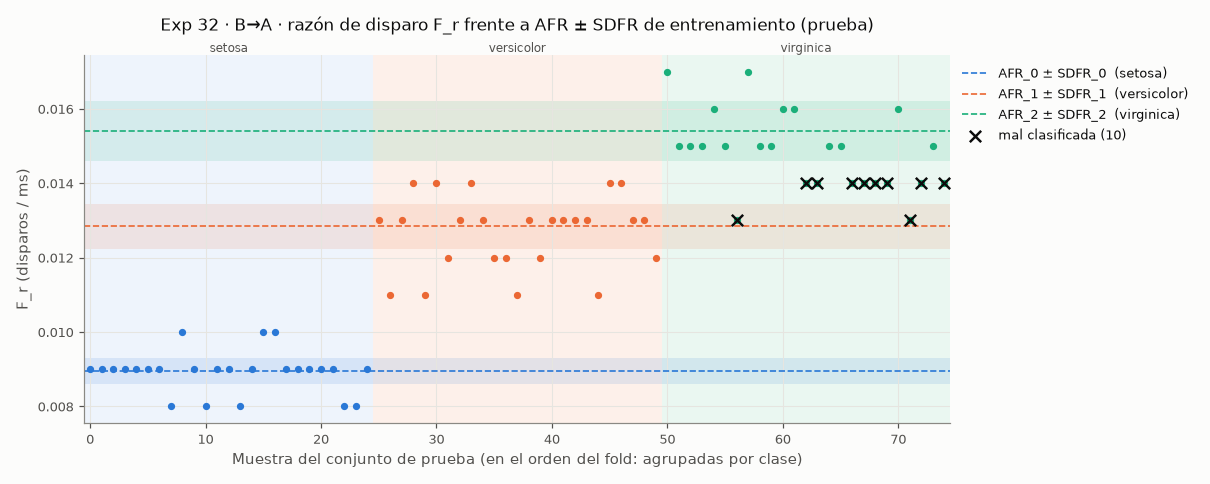 Exp 32 · B→A · razón de disparo F_r frente a AFR ± SDFR de entrenamiento (prueba)
setosa
versicolor
virginica
AFR_0 ± SDFR_0 (setosa)
AFR_1 ± SDFR_1 (versicolor)
AFR_2 ± SDFR_2 (virginica)
mal clasificada (10)
F_r (disparos / ms)
0.016
0.014
0.013
0.012
0.010
0.008
0
10
20
30
40
50
60
70
Muestra del conjunto de prueba (en el orden del fold: agrupadas por clase)